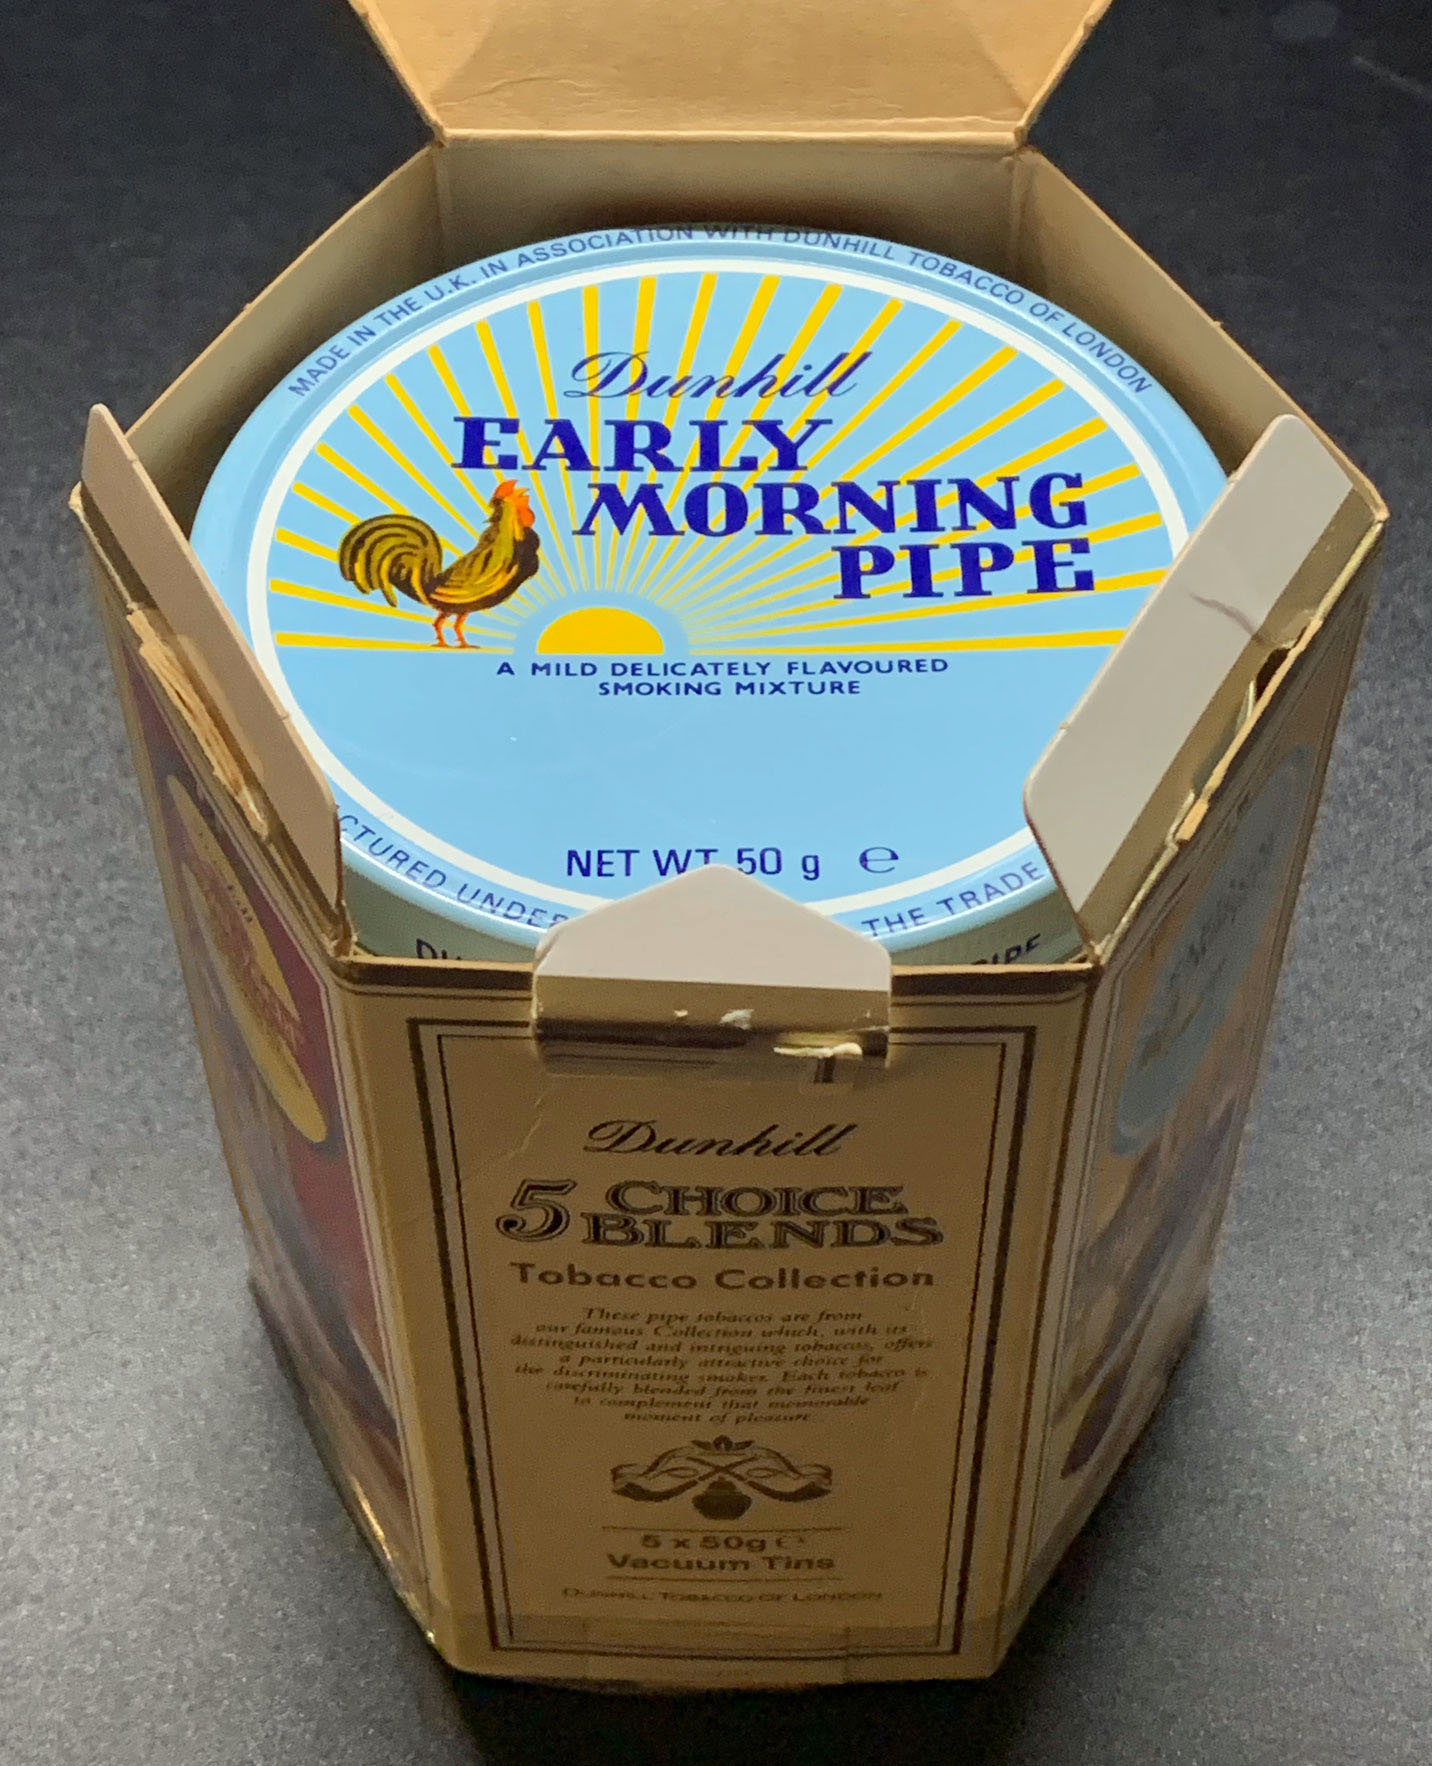 MADE IN THE U.K. IN ASSOCIATION WITH DUNHILL TOBACCO OF LONDON
Dunhill
EARLY
MORNING
PIPE
A MILD DELICATELY FLAVOURED
SMOKING MIXTURE
NET WT 50 g ℮
CTURED UNDER
THE TRADE
DU
PIPE
Dunhill
5 CHOICE
BLENDS
Tobacco Collection
These pipe tobaccos are from
our famous Collection which, with its
distinguished and intriguing tobaccos, offers
a particularly attractive choice for
the discriminating smoker. Each tobacco is
carefully blended from the finest leaf
to complement that memorable
moment of pleasure
5 x 50g ℮
Vacuum Tins
DUNHILL TOBACCO OF LONDON